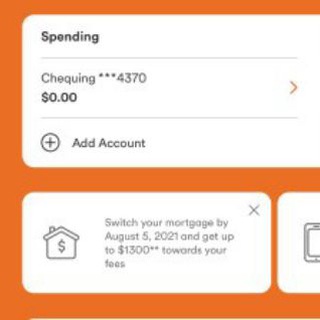 Spending
Chequing ***4370
$0.00
Add Account
Switch your mortgage by
August 5, 2021 and get up
to $1300** towards your
fees
$